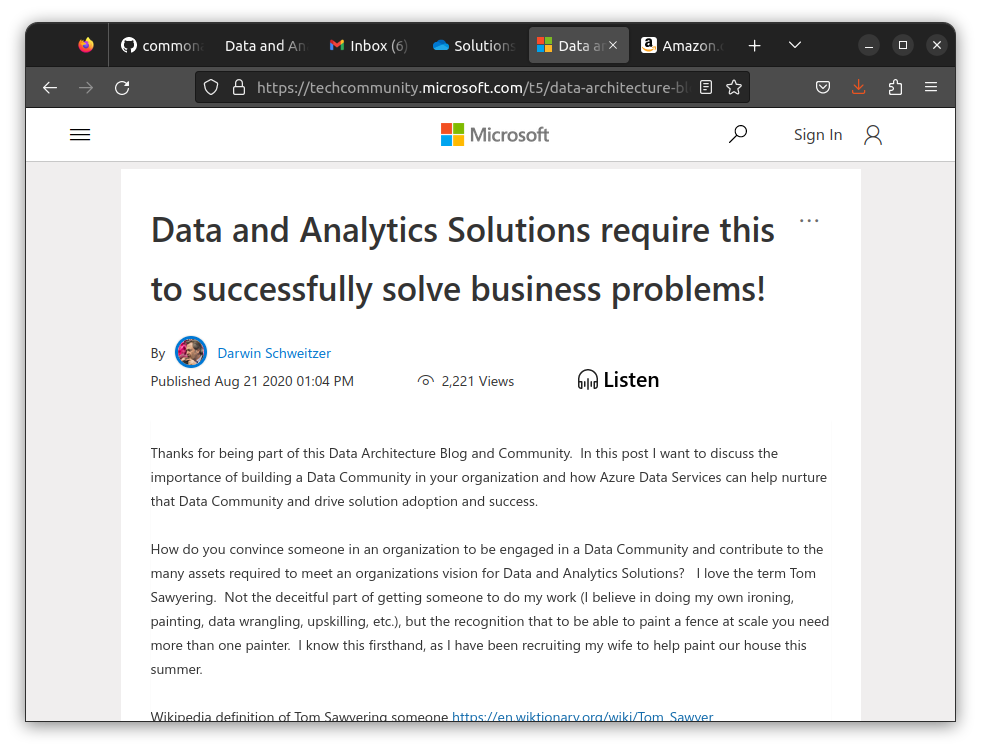 common
Data and An
Inbox (6)
Solutions
Data a
Amazon.
https://techcommunity.microsoft.com/t5/data-architecture-bl
Microsoft
Sign In
Data and Analytics Solutions require this
to successfully solve business problems!
By Darwin Schweitzer
Published Aug 21 2020 01:04 PM 2,221 Views Listen
Thanks for being part of this Data Architecture Blog and Community. In this post I want to discuss the
importance of building a Data Community in your organization and how Azure Data Services can help nurture
that Data Community and drive solution adoption and success.
How do you convince someone in an organization to be engaged in a Data Community and contribute to the
many assets required to meet an organizations vision for Data and Analytics Solutions? I love the term Tom
Sawyering. Not the deceitful part of getting someone to do my work (I believe in doing my own ironing,
painting, data wrangling, upskilling, etc.), but the recognition that to be able to paint a fence at scale you need
more than one painter. I know this firsthand, as I have been recruiting my wife to help paint our house this
summer.
Wikipedia definition of Tom Sawyering someone https://en.wiktionary.org/wiki/Tom_Sawyer